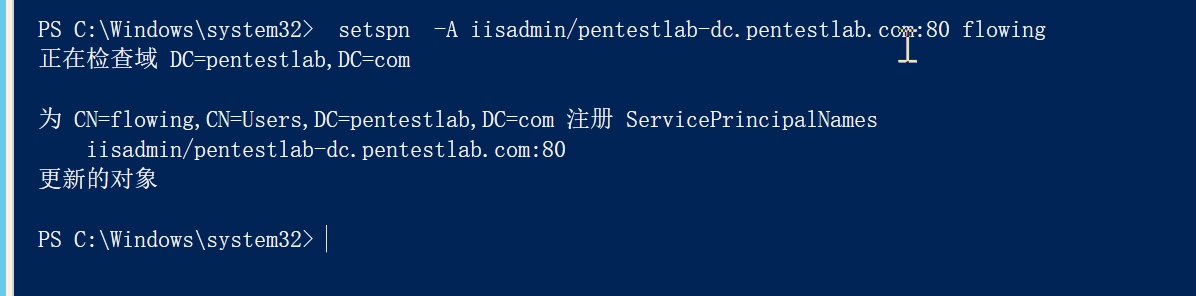 PS C:\Windows\system32>  setspn  -A iisadmin/pentestlab-dc.pentestlab.com:80 flowing
正在检查域 DC=pentestlab,DC=com
为 CN=flowing,CN=Users,DC=pentestlab,DC=com 注册 ServicePrincipalNames
    iisadmin/pentestlab-dc.pentestlab.com:80
更新的对象
PS C:\Windows\system32>